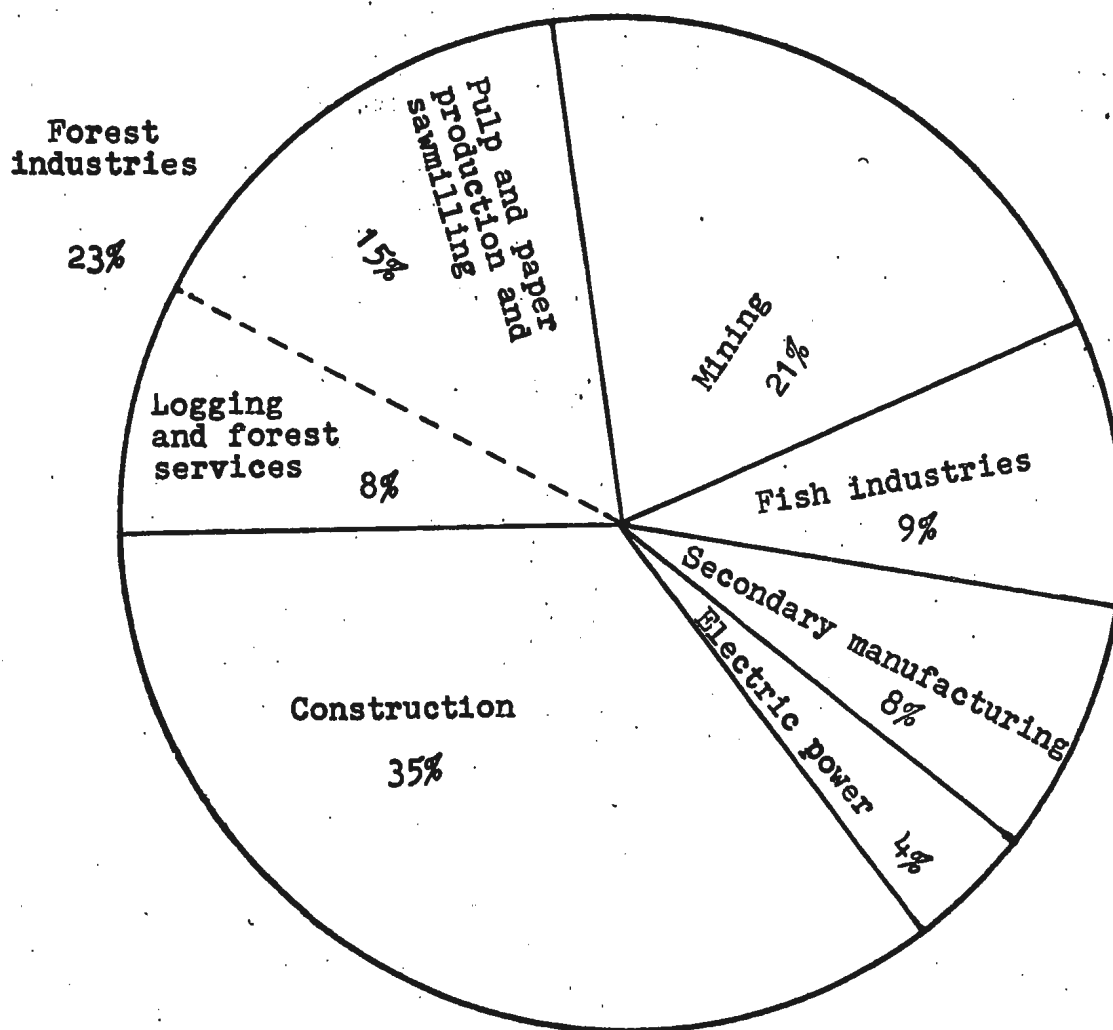 Forest
industries
23%
Pulp and paper
production and
sawmilling
15%
Mining
21%
Logging
and forest
services
8%
Fish industries
9%
Secondary manufacturing
8%
Electric power 4%
Construction
35%